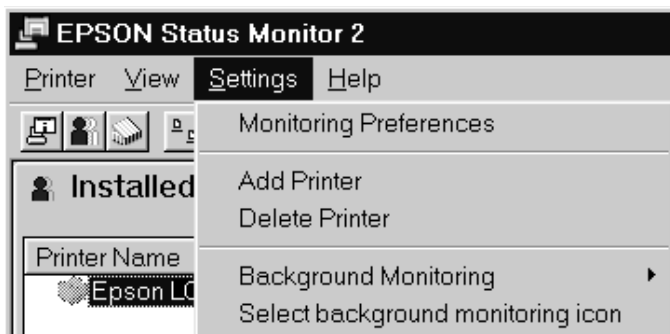 EPSON Status Monitor 2
Printer View Settings Help
Monitoring Preferences
Installed
Add Printer
Delete Printer
Printer Name
Epson
Background Monitoring
Select background monitoring icon